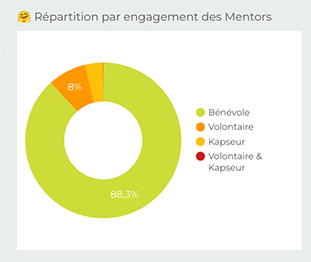 🤗 Répartition par engagement des Mentors
8%
88,3%
Bénévole
Volontaire
Kapseur
Volontaire &
Kapseur